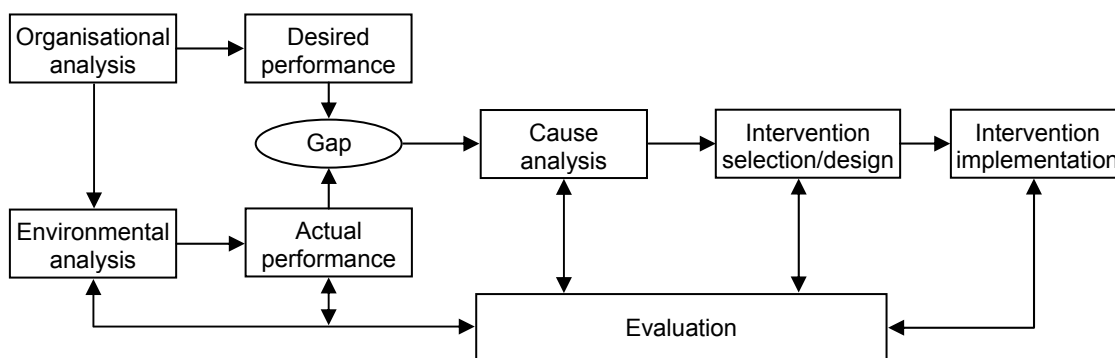 Organisational
analysis
Desired
performance
Gap
Cause
analysis
Intervention
selection/design
Intervention
implementation
Environmental
analysis
Actual
performance
Evaluation